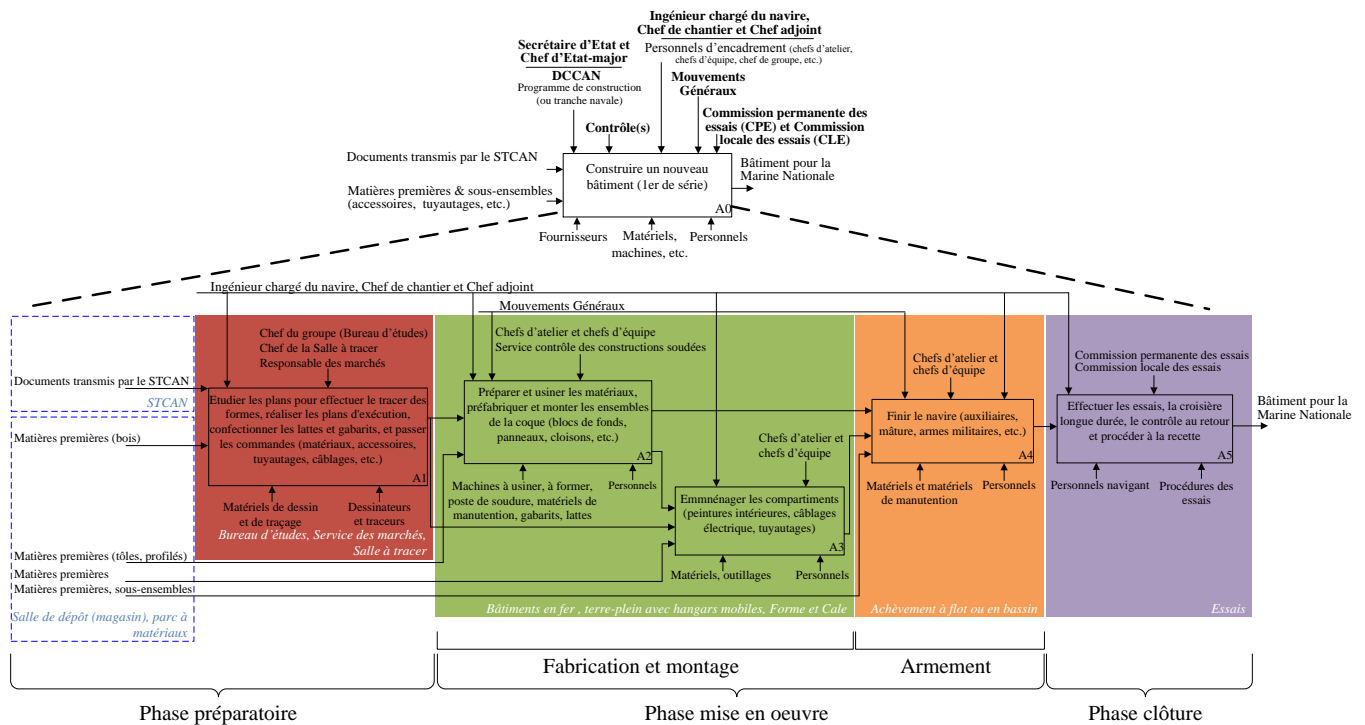 Ingénieur chargé du navire,
Chef de chantier et Chef adjoint
Personnels d'encadrement (chefs d'atelier,
chefs d'équipe, chef de groupe, etc.)
Secrétaire d'Etat et
Chef d'Etat-major
DCCAN
Programme de construction
(ou tranche navale)
Mouvements
Généraux
Contrôle(s)
Commission permanente des
essais (CPE) et Commission
locale des essais (CLE)
Documents transmis par le STCAN
Matières premières & sous-ensembles
(accessoires, tuyautages, etc.)
Construire un nouveau
bâtiment (1er de série)
A0
Bâtiment pour la
Marine Nationale
Fournisseurs
Matériels,
machines, etc.
Personnels
Ingénieur chargé du navire, Chef de chantier et Chef adjoint
Mouvements Généraux
Documents transmis par le STCAN
STCAN
Matières premières (bois)
Matières premières (tôles, profilés)
Matières premières
Matières premières, sous-ensembles
Salle de dépôt (magasin), parc à
matériaux
Chef du groupe (Bureau d'études)
Chef de la Salle à tracer
Responsable des marchés
Etudier les plans pour effectuer le tracer des
formes, réaliser les plans d'exécution,
confectionner les lattes et gabarits, et passer
les commandes (matériaux, accessoires,
tuyautages, câblages, etc.)
A1
Matériels de dessin
et de traçage
Dessinateurs
et traceurs
Bureau d'études, Service des marchés,
Salle à tracer
Chefs d'atelier et chefs d'équipe
Service contrôle des constructions soudées
Préparer et usiner les matériaux,
préfabriquer et monter les ensembles
de la coque (blocs de fonds,
panneaux, cloisons, etc.)
A2
Machines à usiner, à former,
poste de soudure, matériels de
manutention, gabarits, lattes
Personnels
Chefs d'atelier et
chefs d'équipe
Emmnénager les compartiments
(peintures intérieures, câblages
électrique, tuyautages)
A3
Matériels, outillages
Personnels
Bâtiments en fer , terre-plein avec hangars mobiles, Forme et Cale
Chefs d'atelier et
chefs d'équipe
Finir le navire (auxiliaires,
mâture, armes militaires, etc.)
A4
Matériels et matériels
de manutention
Personnels
Achèvement à flot ou en bassin
Commission permanente des essais
Commission locale des essais
Effectuer les essais, la croisière
longue durée, le contrôle au retour
et procéder à la recette
A5
Personnels navigant
Procédures des
essais
Essais
Bâtiment pour la
Marine Nationale
Fabrication et montage
Armement
Phase préparatoire
Phase mise en oeuvre
Phase clôture